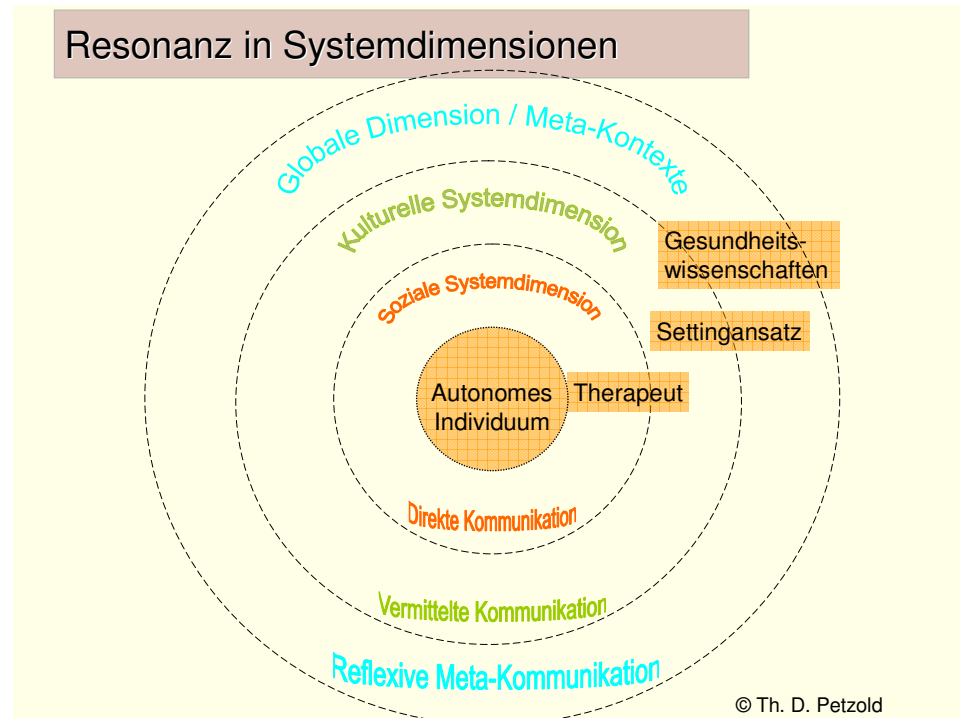 Resonanz in Systemdimensionen
Globale Dimension / Meta-Kontexte
Kulturelle Systemdimension
Gesundheits-
wissenschaften
Soziale Systemdimension
Settingansatz
Autonomes
Individuum
Therapeut
Direkte Kommunikation
Vermittelte Kommunikation
Reflexive Meta-Kommunikation
© Th. D. Petzold